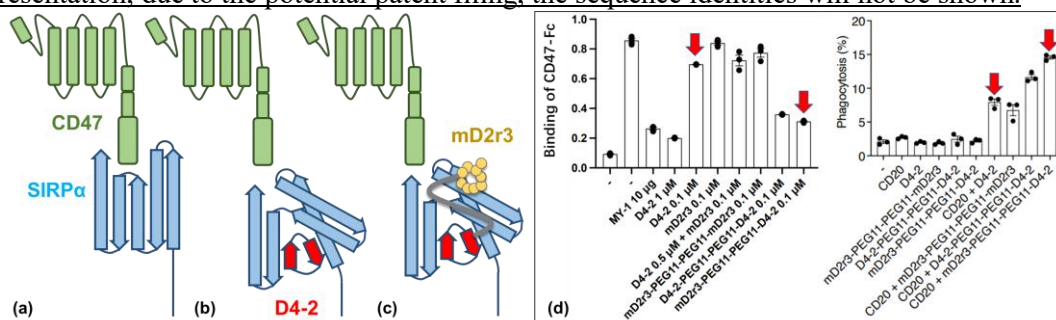 resentation, due to the potential patent filing, the sequence identities will not be shown.
CD47
SIRPα
(a)
D4-2
(b)
mD2r3
(c)
Binding of CD47-Fc
1.0
0.8
0.6
0.4
0.2
0.0
-
-
MY-1 10 µg
D4-2 1 µM
D4-2 0.1 µM
mD2r3 0.1 µM
D4-2 0.5 µM + mD2r3 0.1 µM
mD2r3-PEG11-PEG11-mD2r3 0.1 µM
D4-2-PEG11-PEG11-D4-2 0.1 µM
mD2r3-PEG11-PEG11-D4-2 0.1 µM
(d)
Phagocytosis (%)
20
15
10
5
0
-
CD20
D4-2
mD2r3-PEG11-PEG11-mD2r3
D4-2-PEG11-PEG11-D4-2
mD2r3-PEG11-PEG11-D4-2
CD20 + D4-2
CD20 + mD2r3-PEG11-PEG11-mD2r3
CD20 + D4-2-PEG11-PEG11-D4-2
CD20 + mD2r3-PEG11-PEG11-D4-2